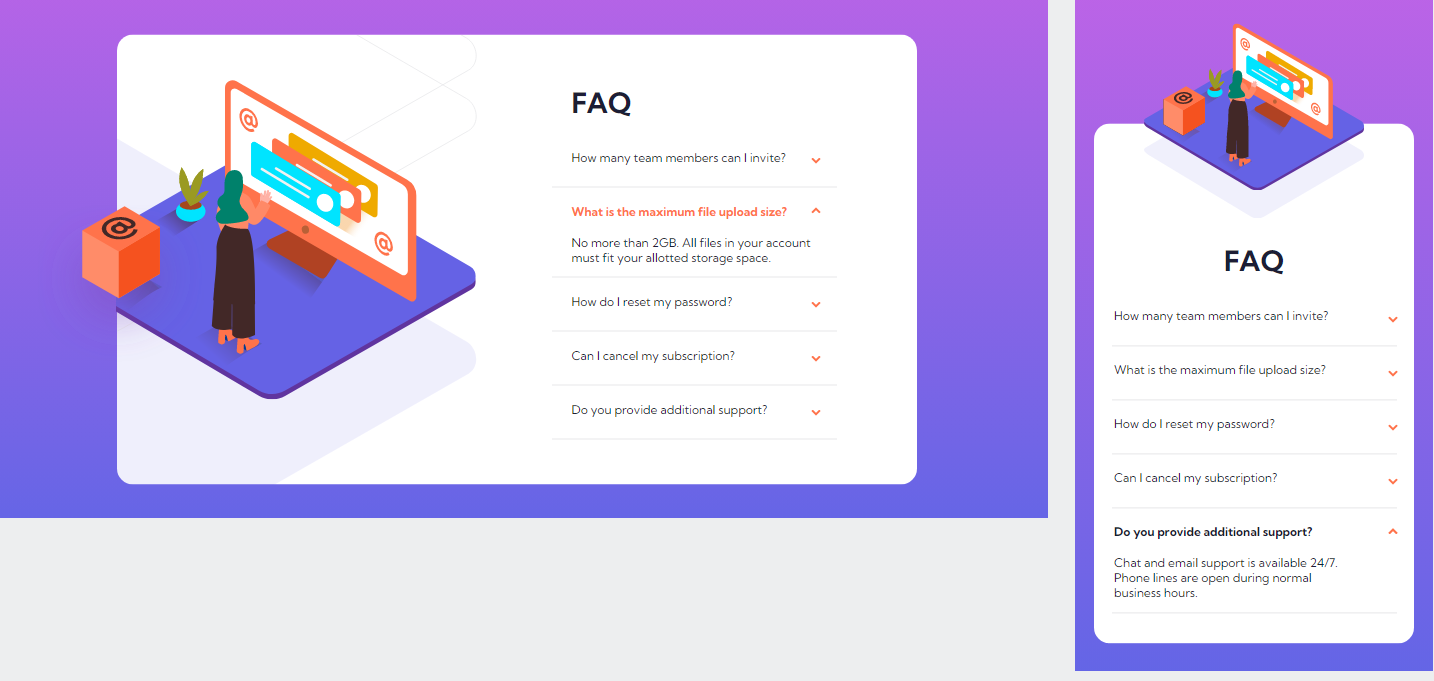 FAQ
How many team members can I invite?
What is the maximum file upload size?
No more than 2GB. All files in your account
must fit your allotted storage space.
How do I reset my password?
Can I cancel my subscription?
Do you provide additional support?
@
@
@
@
@
@
FAQ
How many team members can I invite?
What is the maximum file upload size?
How do I reset my password?
Can I cancel my subscription?
Do you provide additional support?
Chat and email support is available 24/7.
Phone lines are open during normal
business hours.